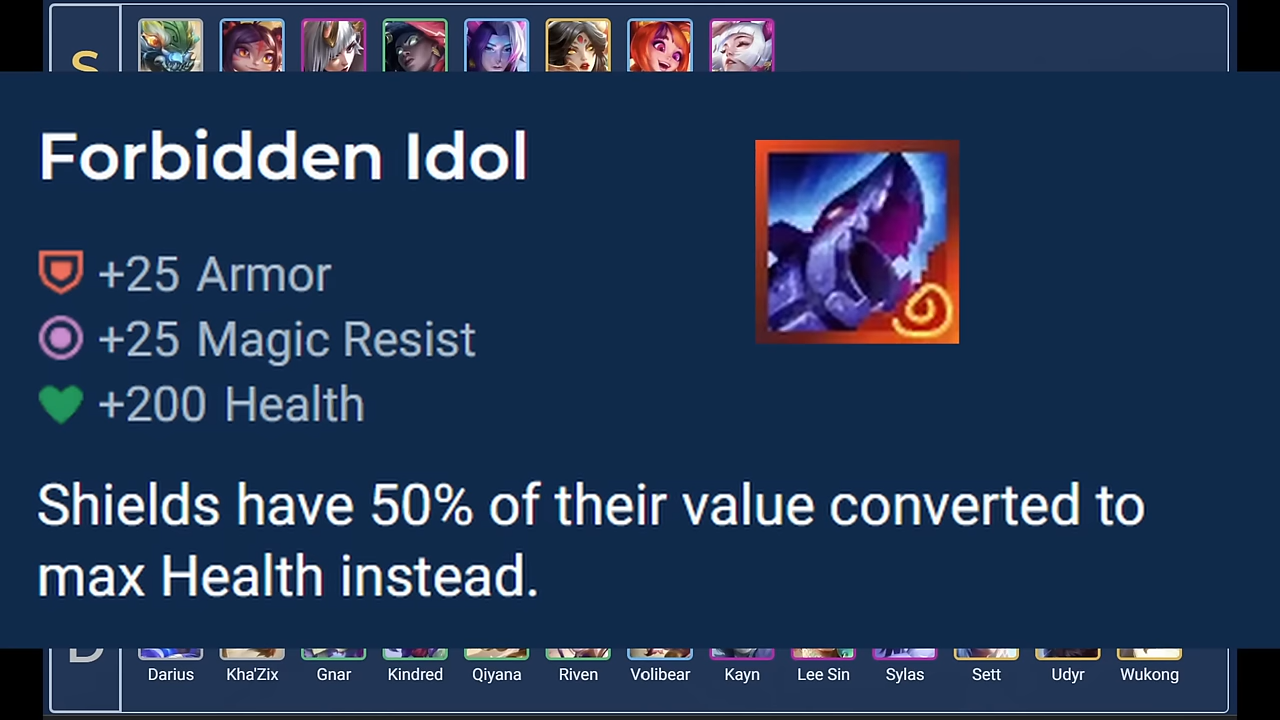 S
Forbidden Idol
+25 Armor
+25 Magic Resist
+200 Health
Shields have 50% of their value converted to
max Health instead.
D
Darius Kha'Zix Gnar Kindred Qiyana Riven Volibear Kayn Lee Sin Sylas Sett Udyr Wukong